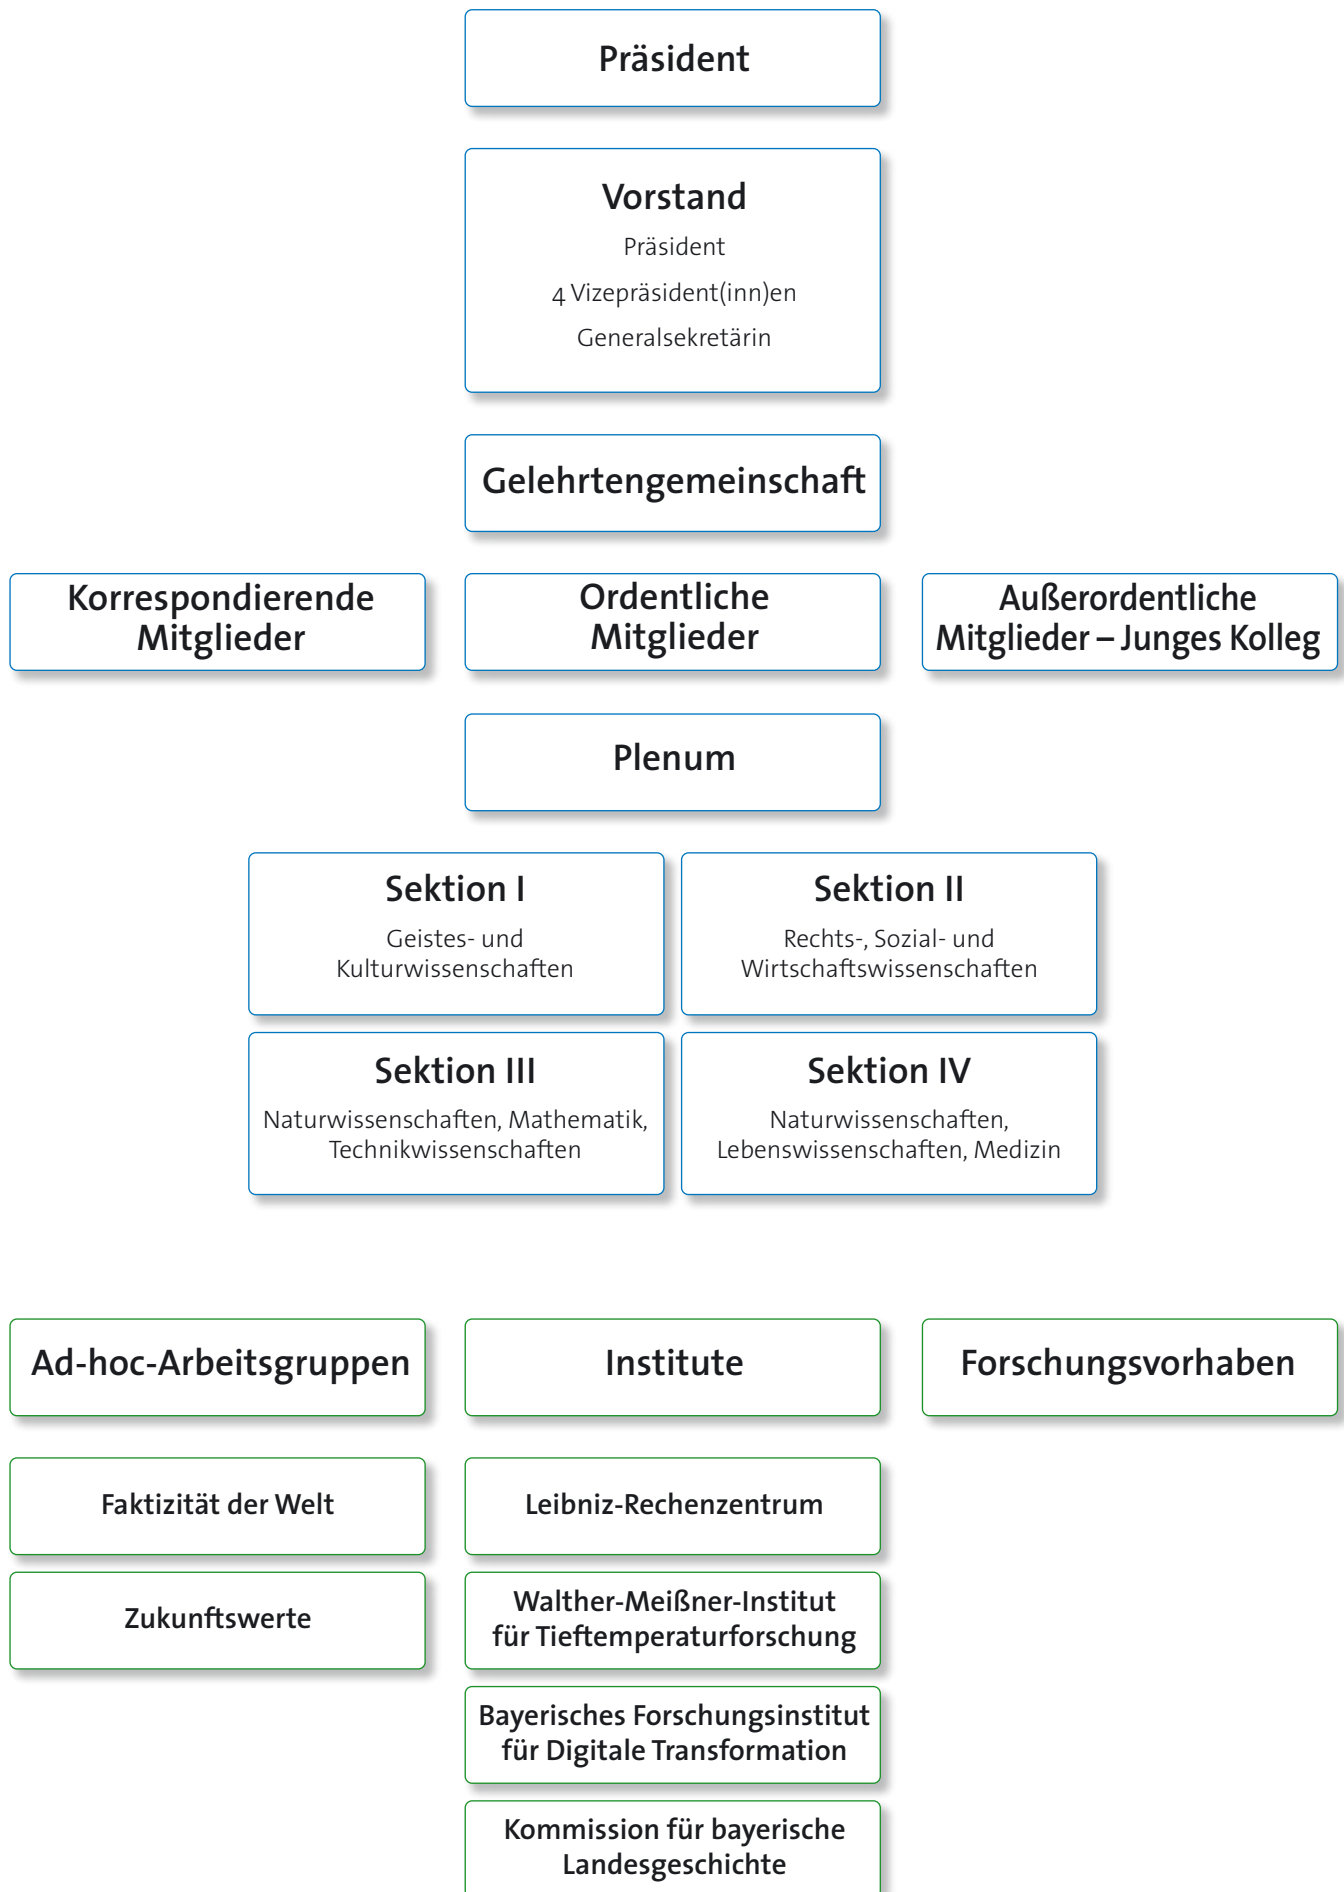 Präsident
Vorstand
Präsident
4 Vizepräsident(inn)en
Generalsekretärin
Gelehrtengemeinschaft
Korrespondierende
Mitglieder
Ordentliche
Mitglieder
Außerordentliche
Mitglieder – Junges Kolleg
Plenum
Sektion I
Geistes- und
Kulturwissenschaften
Sektion II
Rechts-, Sozial- und
Wirtschaftswissenschaften
Sektion III
Naturwissenschaften, Mathematik,
Technikwissenschaften
Sektion IV
Naturwissenschaften,
Lebenswissenschaften, Medizin
Ad-hoc-Arbeitsgruppen
Institute
Forschungsvorhaben
Faktizität der Welt
Leibniz-Rechenzentrum
Zukunftswerte
Walther-Meißner-Institut
für Tieftemperaturforschung
Bayerisches Forschungsinstitut
für Digitale Transformation
Kommission für bayerische
Landesgeschichte